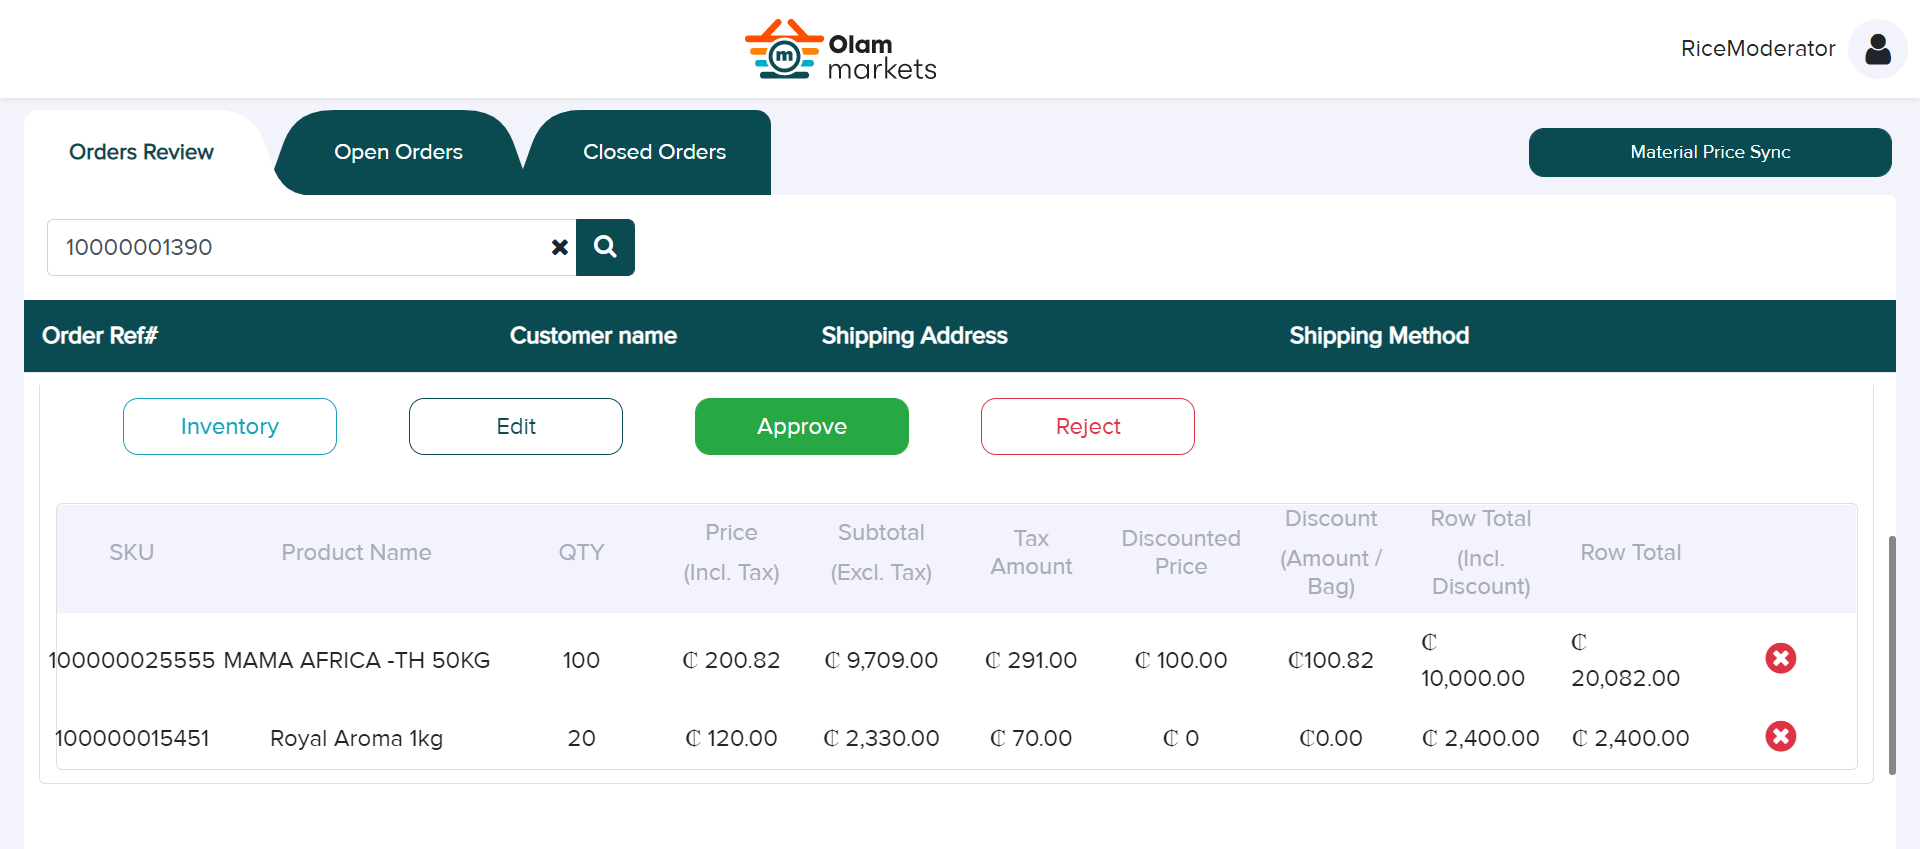 Olam
markets
RiceModerator
Orders Review
Open Orders
Closed Orders
Material Price Sync
10000001390
Order Ref#
Customer name
Shipping Address
Shipping Method
Inventory
Edit
Approve
Reject
SKU
Product Name
QTY
Price
(Incl. Tax)
Subtotal
(Excl. Tax)
Tax
Amount
Discounted
Price
Discount
(Amount /
Bag)
Row Total
(Incl.
Discount)
Row Total
100000025555 MAMA AFRICA -TH 50KG 100 ₵ 200.82 ₵ 9,709.00 ₵ 291.00 ₵ 100.00 ₵100.82
₵
10,000.00
₵
20,082.00
100000015451 Royal Aroma 1kg 20 ₵ 120.00 ₵ 2,330.00 ₵ 70.00 ₵ 0 ₵0.00 ₵ 2,400.00 ₵ 2,400.00